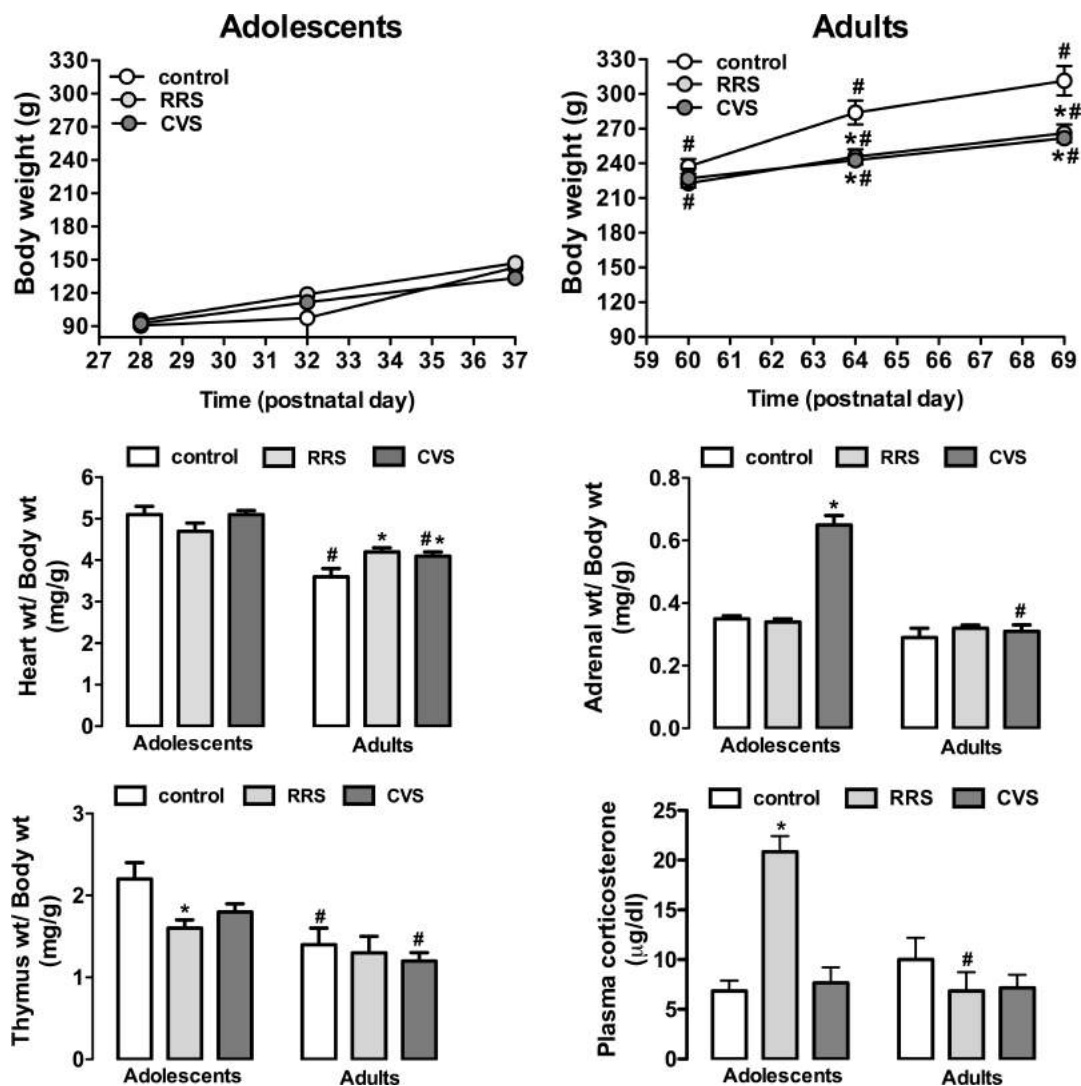 Adolescents
Adults
Body weight (g)
330
300
270
240
210
180
150
120
90
control
RRS
CVS
27 28 29 30 31 32 33 34 35 36 37
Time (postnatal day)
Body weight (g)
330
300
270
240
210
180
150
120
90
control
RRS
CVS
# # #
*# *#
# *# *#
59 60 61 62 63 64 65 66 67 68 69
Time (postnatal day)
control RRS CVS
Heart wt/ Body wt
(mg/g)
6
5
4
3
2
1
0
# * #*
Adolescents Adults
control RRS CVS
Adrenal wt/ Body wt
(mg/g)
0.8
0.6
0.4
0.2
0.0
* #
Adolescents Adults
control RRS CVS
Thymus wt/ Body wt
(mg/g)
3
2
1
0
* # #
Adolescents Adults
control RRS CVS
Plasma corticosterone
(μg/dl)
25
20
15
10
5
0
* #
Adolescents Adults